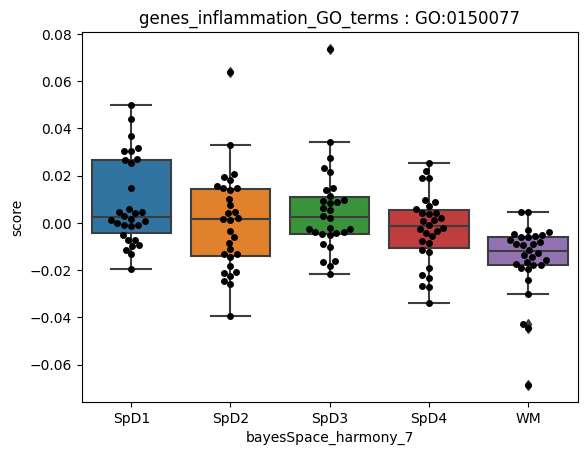 genes_inflammation_GO_terms : GO:0150077
0.08
0.06
0.04
0.02
0.00
−0.02
−0.04
−0.06
score
SpD1 SpD2 SpD3 SpD4 WM
bayesSpace_harmony_7